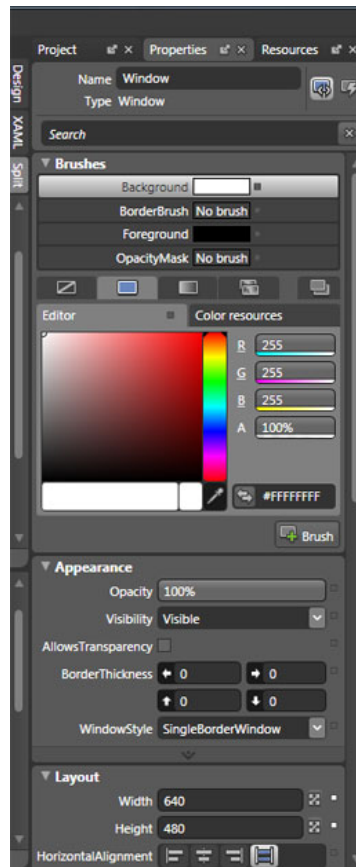 Project Properties Resources
Design XAML Split
Name Window
Type Window
Search
Brushes
Background
BorderBrush No brush
Foreground
OpacityMask No brush
Editor Color resources
R 255
G 255
B 255
A 100%
#FFFFFFFF
Brush
Appearance
Opacity 100%
Visibility Visible
AllowsTransparency
BorderThickness 0 0
0 0
WindowStyle SingleBorderWindow
Layout
Width 640
Height 480
HorizontalAlignment